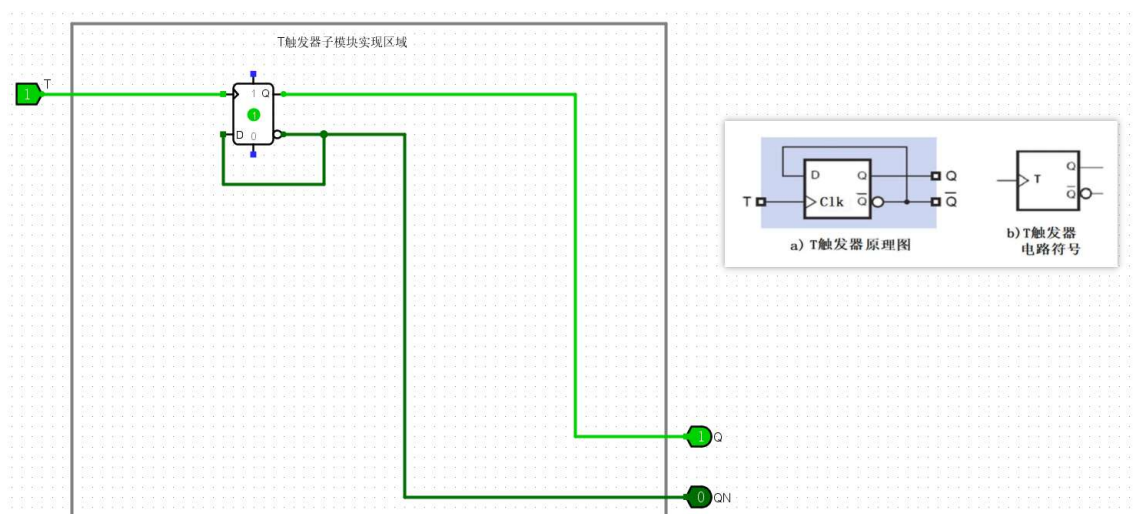 T触发器子模块实现区域
T
1
1 Q
1
D 0
1 Q
0 QN
D Q
T Clk Q̅
Q
Q̅
a) T触发器原理图
T Q
Q̅
b)T触发器
电路符号